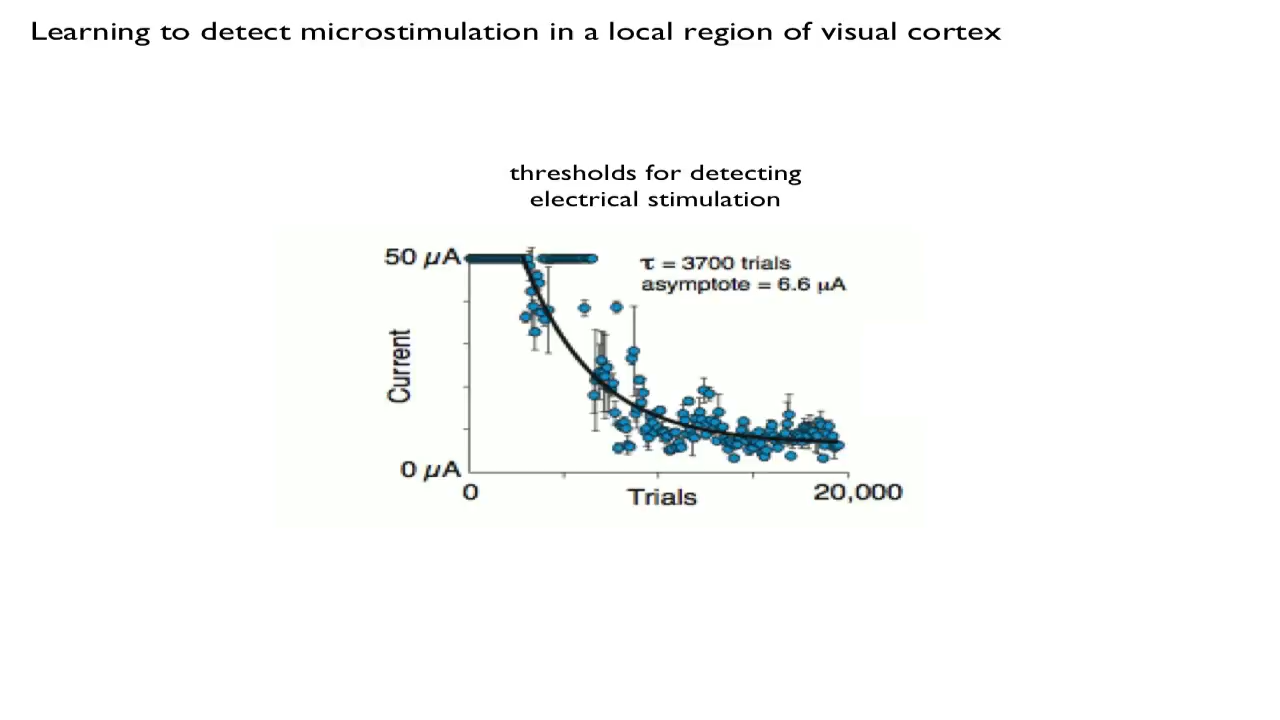 Learning to detect microstimulation in a local region of visual cortex
thresholds for detecting
electrical stimulation
50 µA
τ = 3700 trials
asymptote = 6.6 µA
Current
0 µA
0
Trials
20,000